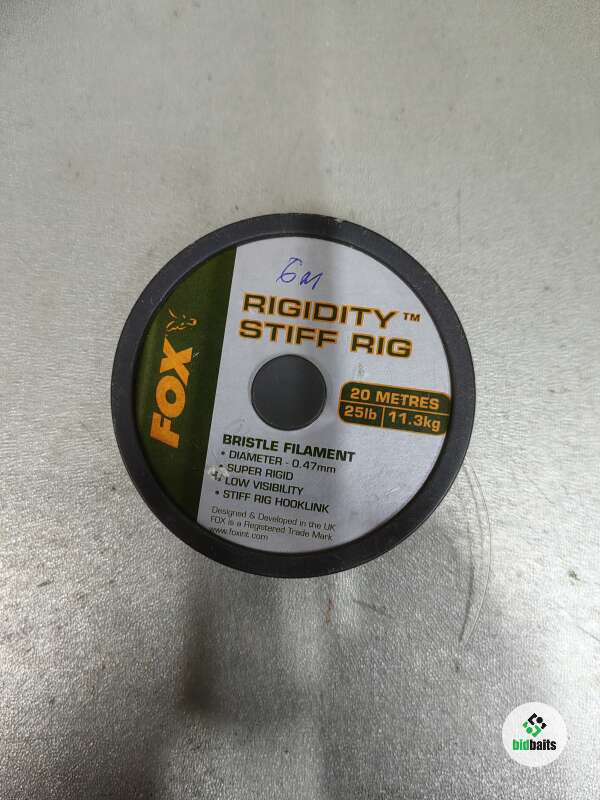 6м
RIGIDITY™
STIFF RIG
FOX
20 METRES
25lb 11.3kg
BRISTLE FILAMENT
• DIAMETER - 0.47mm
• SUPER RIGID
• LOW VISIBILITY
• STIFF RIG HOOKLINK
Designed & Developed in the UK
FOX is a Registered Trade Mark
www.foxint.com
bidbaits